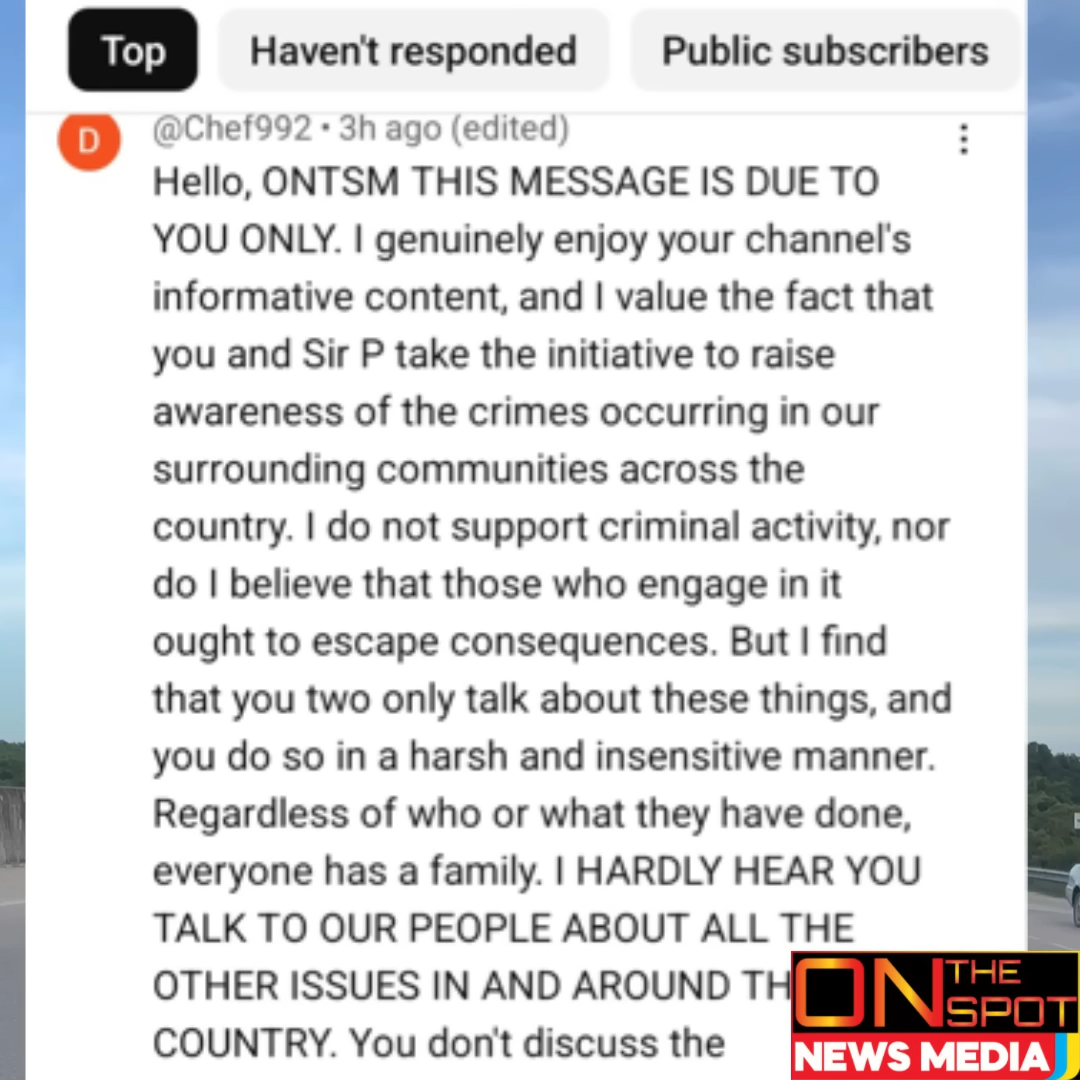 Top Haven't responded Public subscribers
D @Chef992 • 3h ago (edited)
Hello, ONTSM THIS MESSAGE IS DUE TO
YOU ONLY. I genuinely enjoy your channel's
informative content, and I value the fact that
you and Sir P take the initiative to raise
awareness of the crimes occurring in our
surrounding communities across the
country. I do not support criminal activity, nor
do I believe that those who engage in it
ought to escape consequences. But I find
that you two only talk about these things, and
you do so in a harsh and insensitive manner.
Regardless of who or what they have done,
everyone has a family. I HARDLY HEAR YOU
TALK TO OUR PEOPLE ABOUT ALL THE
OTHER ISSUES IN AND AROUND TH
COUNTRY. You don't discuss the
ON THE SPOT
NEWS MEDIA